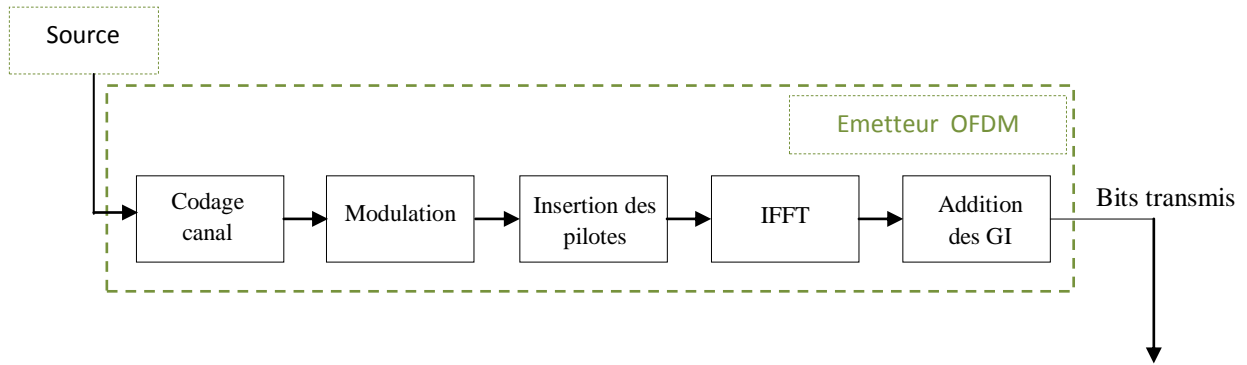 Source
Emetteur OFDM
Codage
canal
Modulation
Insertion des
pilotes
IFFT
Addition
des GI
Bits transmis